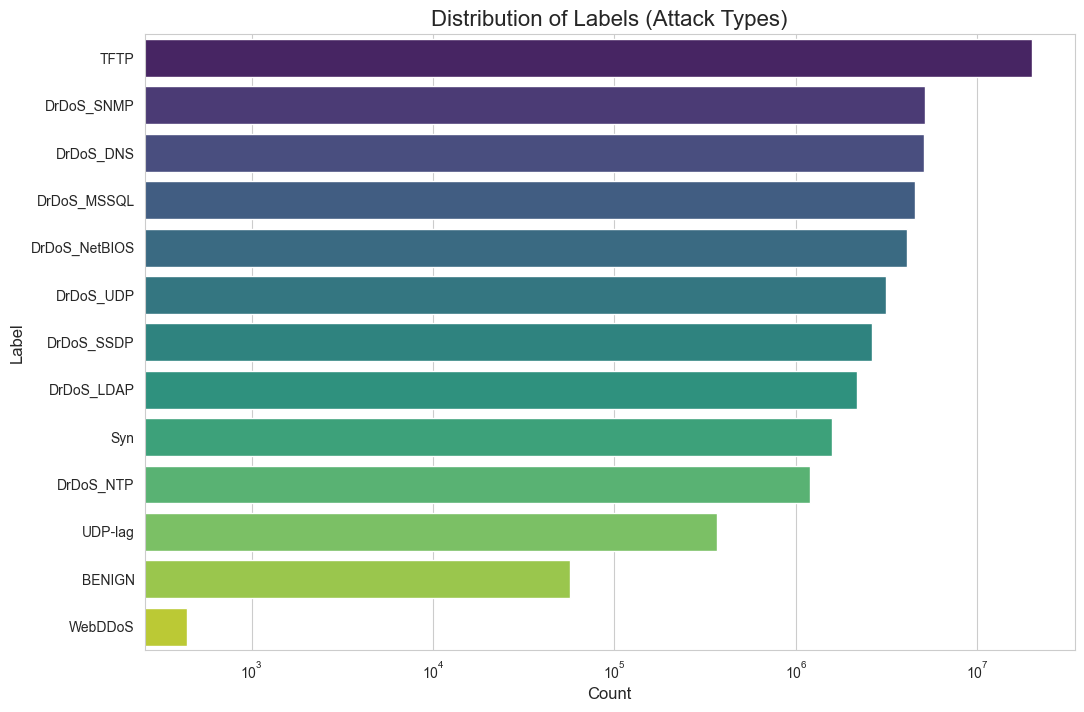 Distribution of Labels (Attack Types)
TFTP
DrDoS_SNMP
DrDoS_DNS
DrDoS_MSSQL
DrDoS_NetBIOS
DrDoS_UDP
DrDoS_SSDP
DrDoS_LDAP
Syn
DrDoS_NTP
UDP-lag
BENIGN
WebDDoS
Label
10³ 10⁴ 10⁵ 10⁶ 10⁷
Count